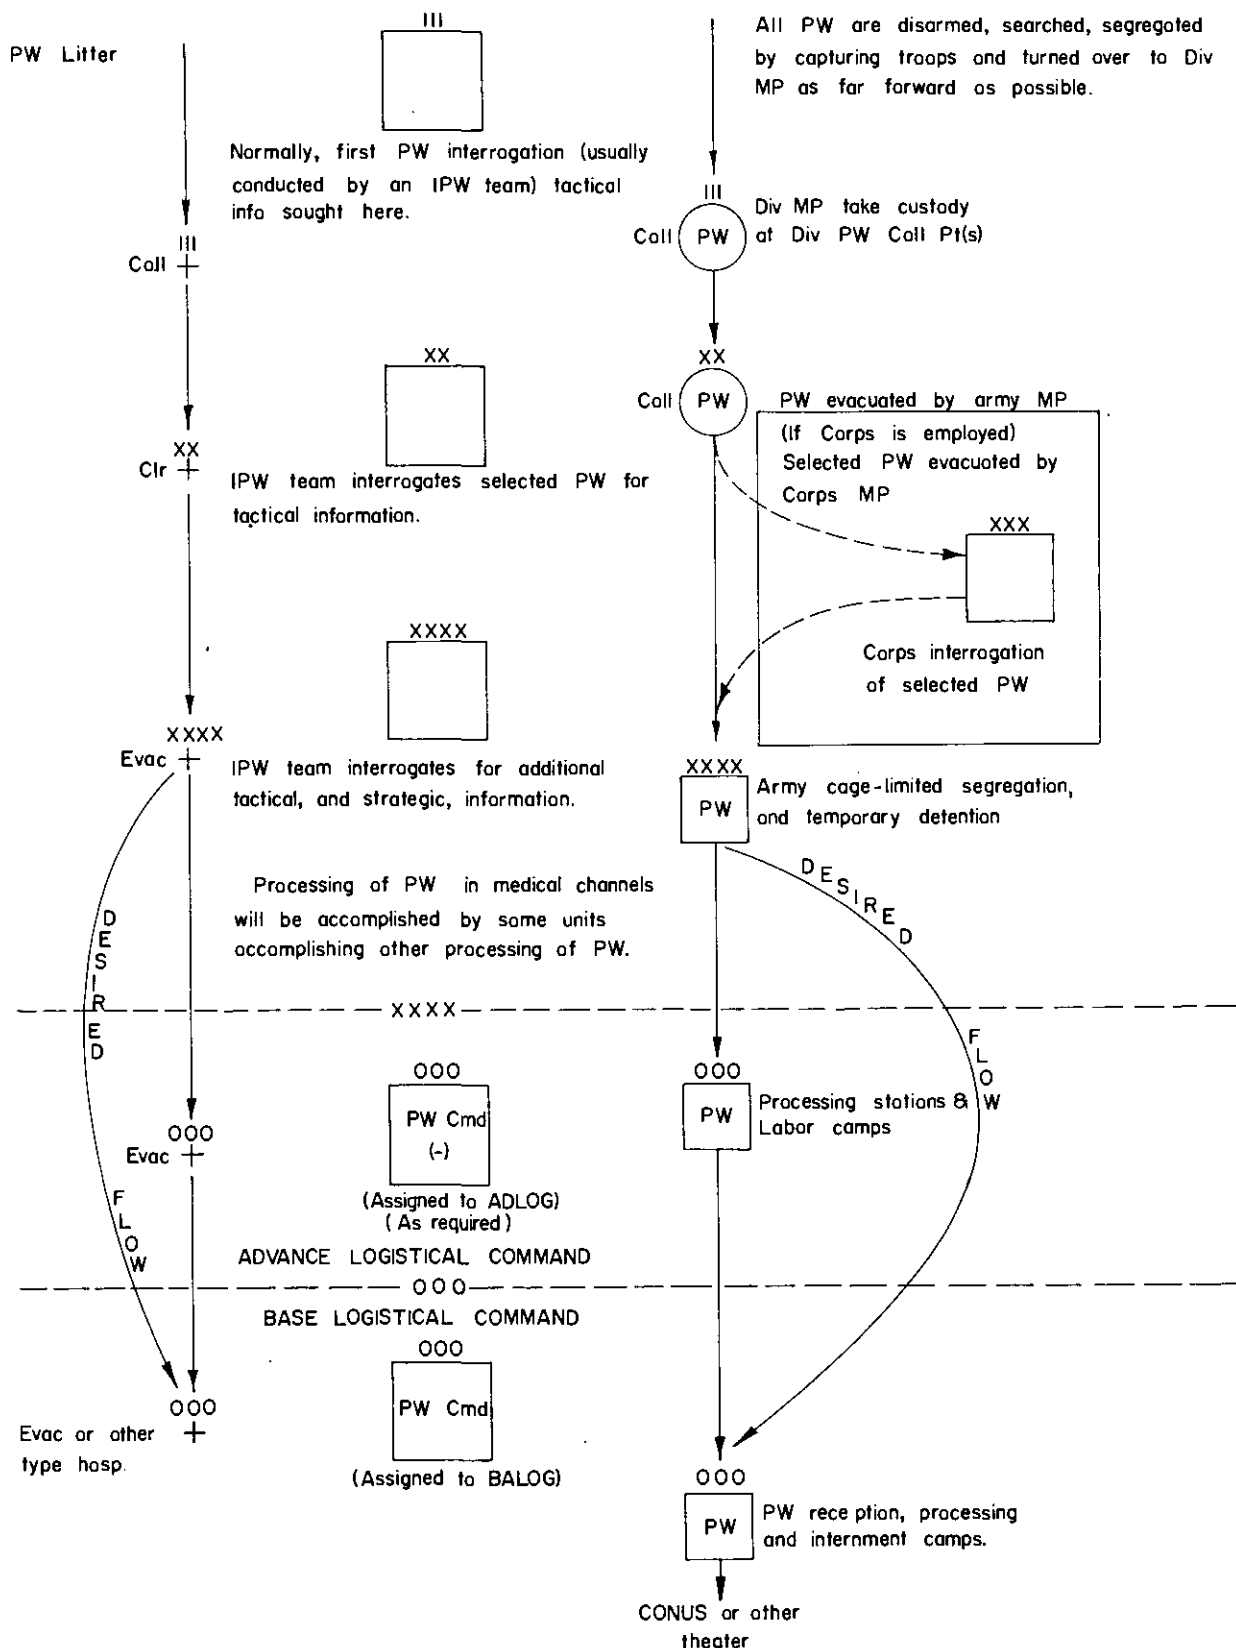 PW Litter
III
All PW are disarmed, searched, segregated
by capturing troops and turned over to Div
MP as far forward as possible.
Normally, first PW interrogation (usually
conducted by an IPW team) tactical
info sought here.
III
Coll
III
Coll
PW
Div MP take custody
at Div PW Coll Pt(s)
XX
XX
Coll
PW
PW evacuated by army MP
(If Corps is employed)
Selected PW evacuated by
Corps MP
XX
Clr
IPW team interrogates selected PW for
tactical information.
XXX
Corps interrogation
of selected PW
XXXX
XXXX
Evac
IPW team interrogates for additional
tactical, and strategic, information.
XXXX
PW
Army cage-limited segregation,
and temporary detention
Processing of PW in medical channels
will be accomplished by some units
accomplishing other processing of PW.
DESIRED FLOW
DESIRED FLOW
XXXX
OOO
Evac
OOO
PW Cmd
(-)
(Assigned to ADLOG)
(As required)
OOO
PW
Processing stations &
Labor camps
ADVANCE LOGISTICAL COMMAND
OOO
BASE LOGISTICAL COMMAND
OOO
PW Cmd
(Assigned to BALOG)
OOO
Evac or other
type hosp.
OOO
PW
PW reception, processing
and internment camps.
CONUS or other
theater